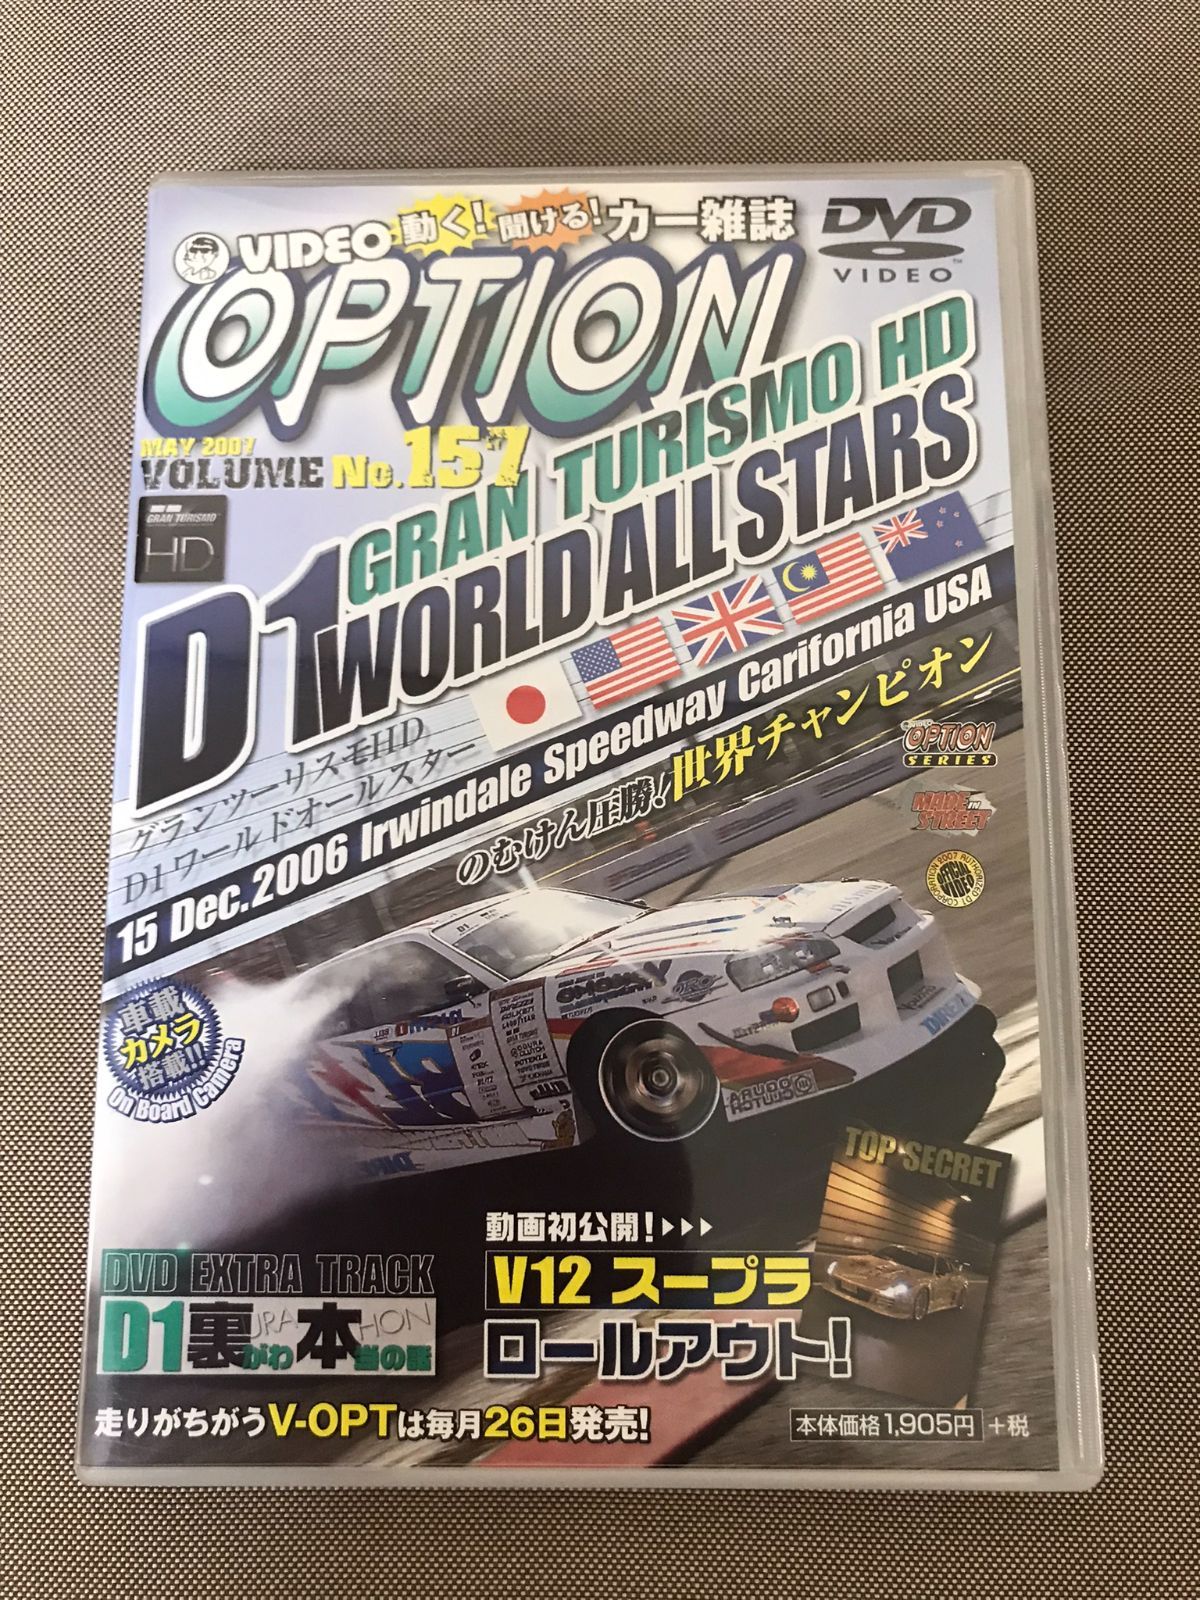 VIDEO 動く! 聞ける! カー雑誌
DVD
VIDEO™
OPTION
MAY 2007
VOLUME No.157
GRAN TURISMO
HD
GRAN TURISMO HD
D1 WORLD ALL STARS
グランツーリスモHD
D1ワールドオールスター
15 Dec.2006 Irwindale Speedway Carifornia USA
のむけん圧勝!世界チャンピオン
VIDEO
OPTION
SERIES
MADE IN
STREET
OFFICIAL
VIDEO
車載
カメラ
搭載!!
On Board Camera
TOP SECRET
動画初公開!
V12 スープラ
ロールアウト!
DVD EXTRA TRACK
D1裏がわ本当の話
URA HON
走りがちがうV-OPTは毎月26日発売!
本体価格1,905円 +税